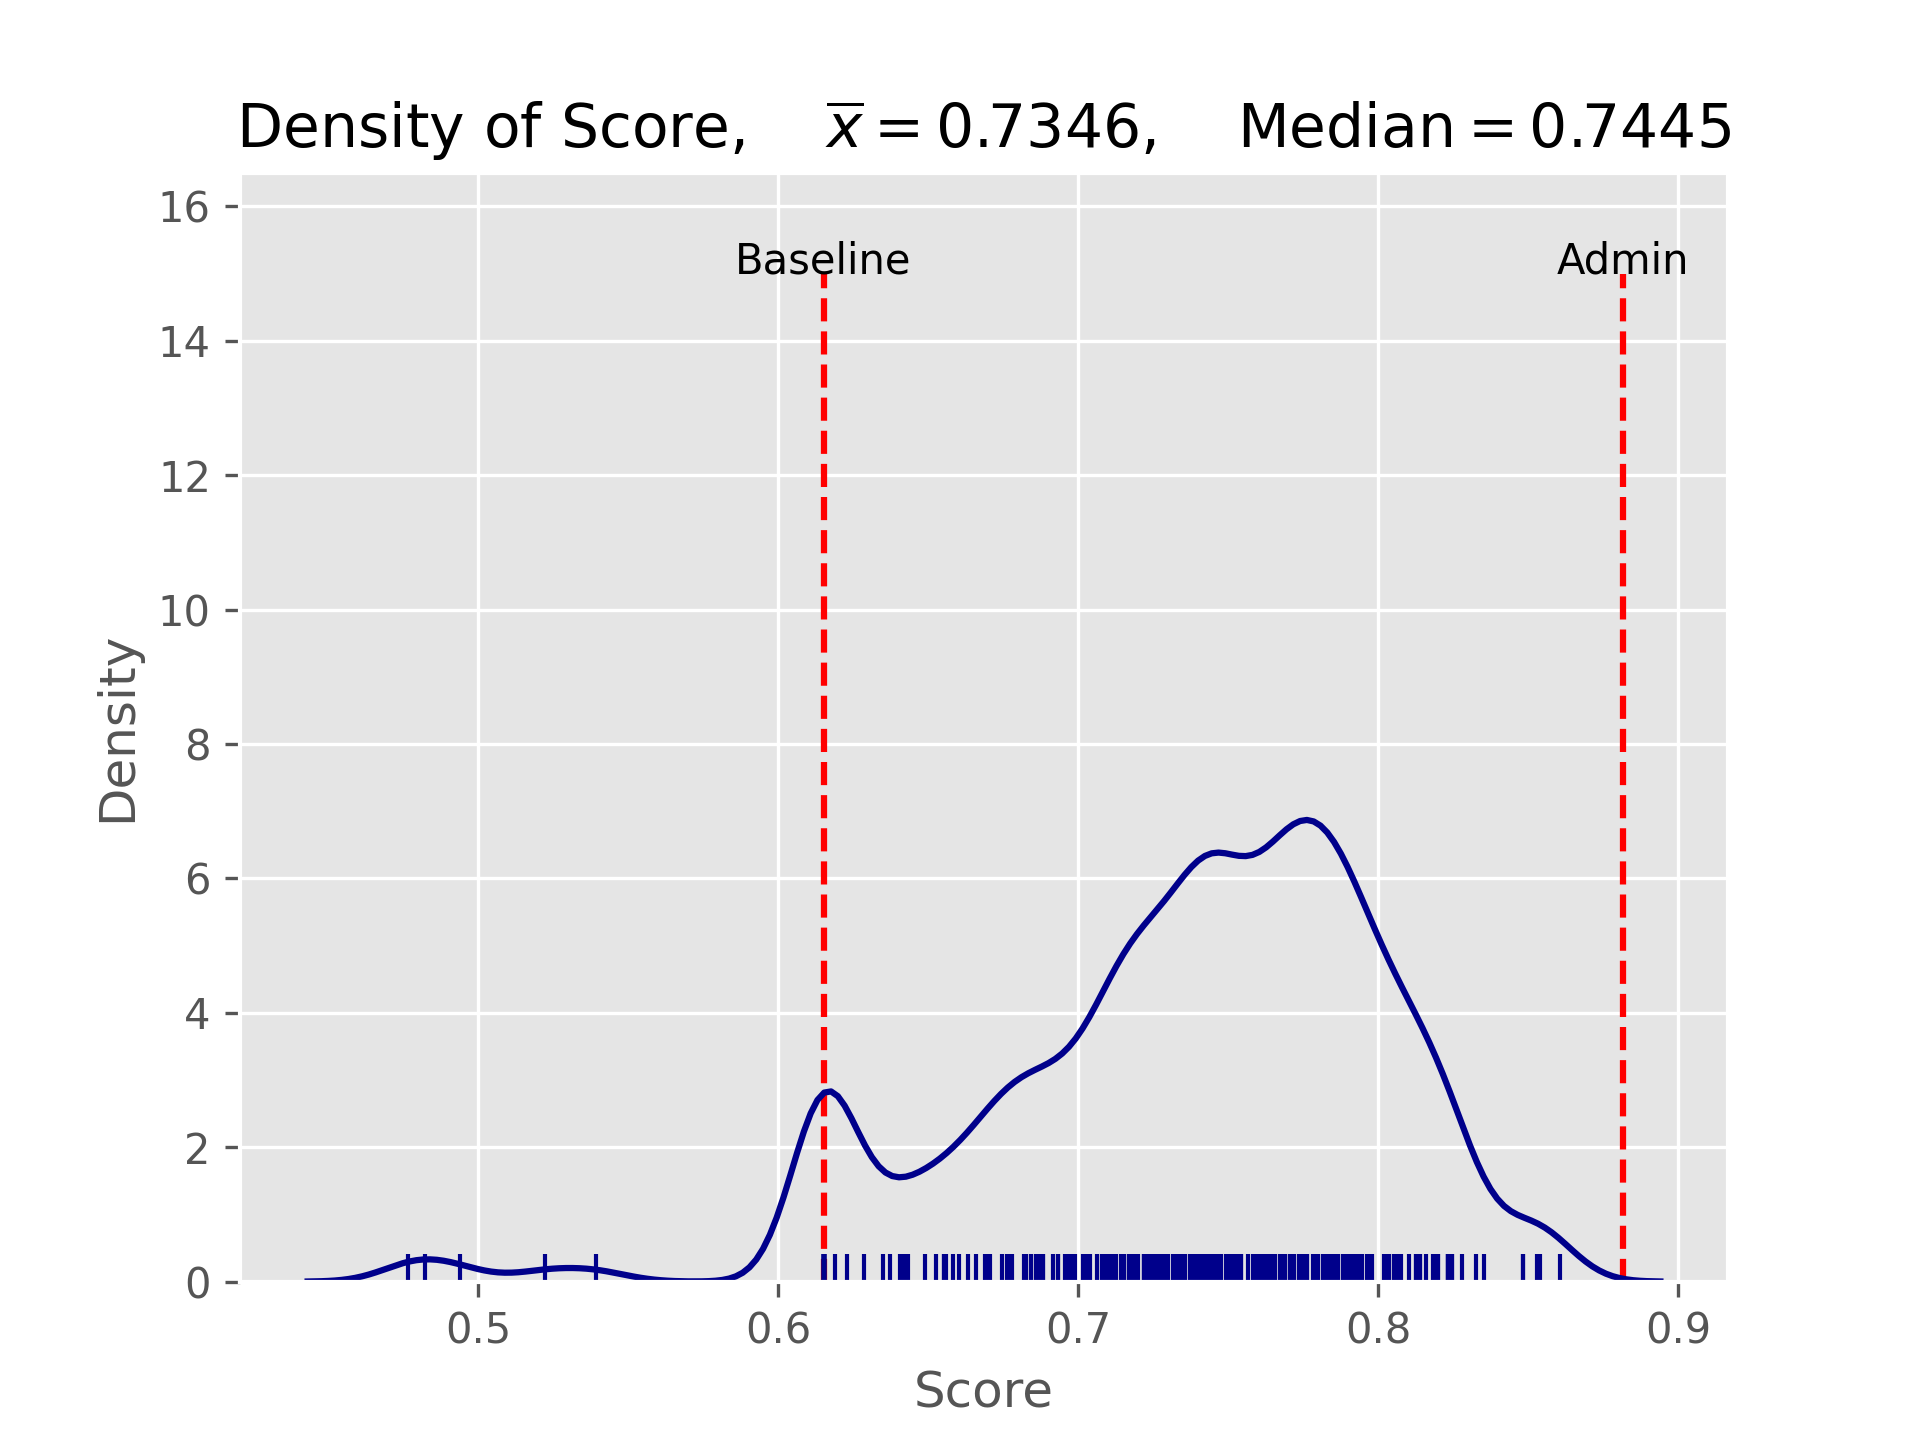 Density of Score, x̅ = 0.7346, Median = 0.7445
16
Baseline
Admin
14
12
10
8
6
4
2
0
Density
0.5 0.6 0.7 0.8 0.9
Score